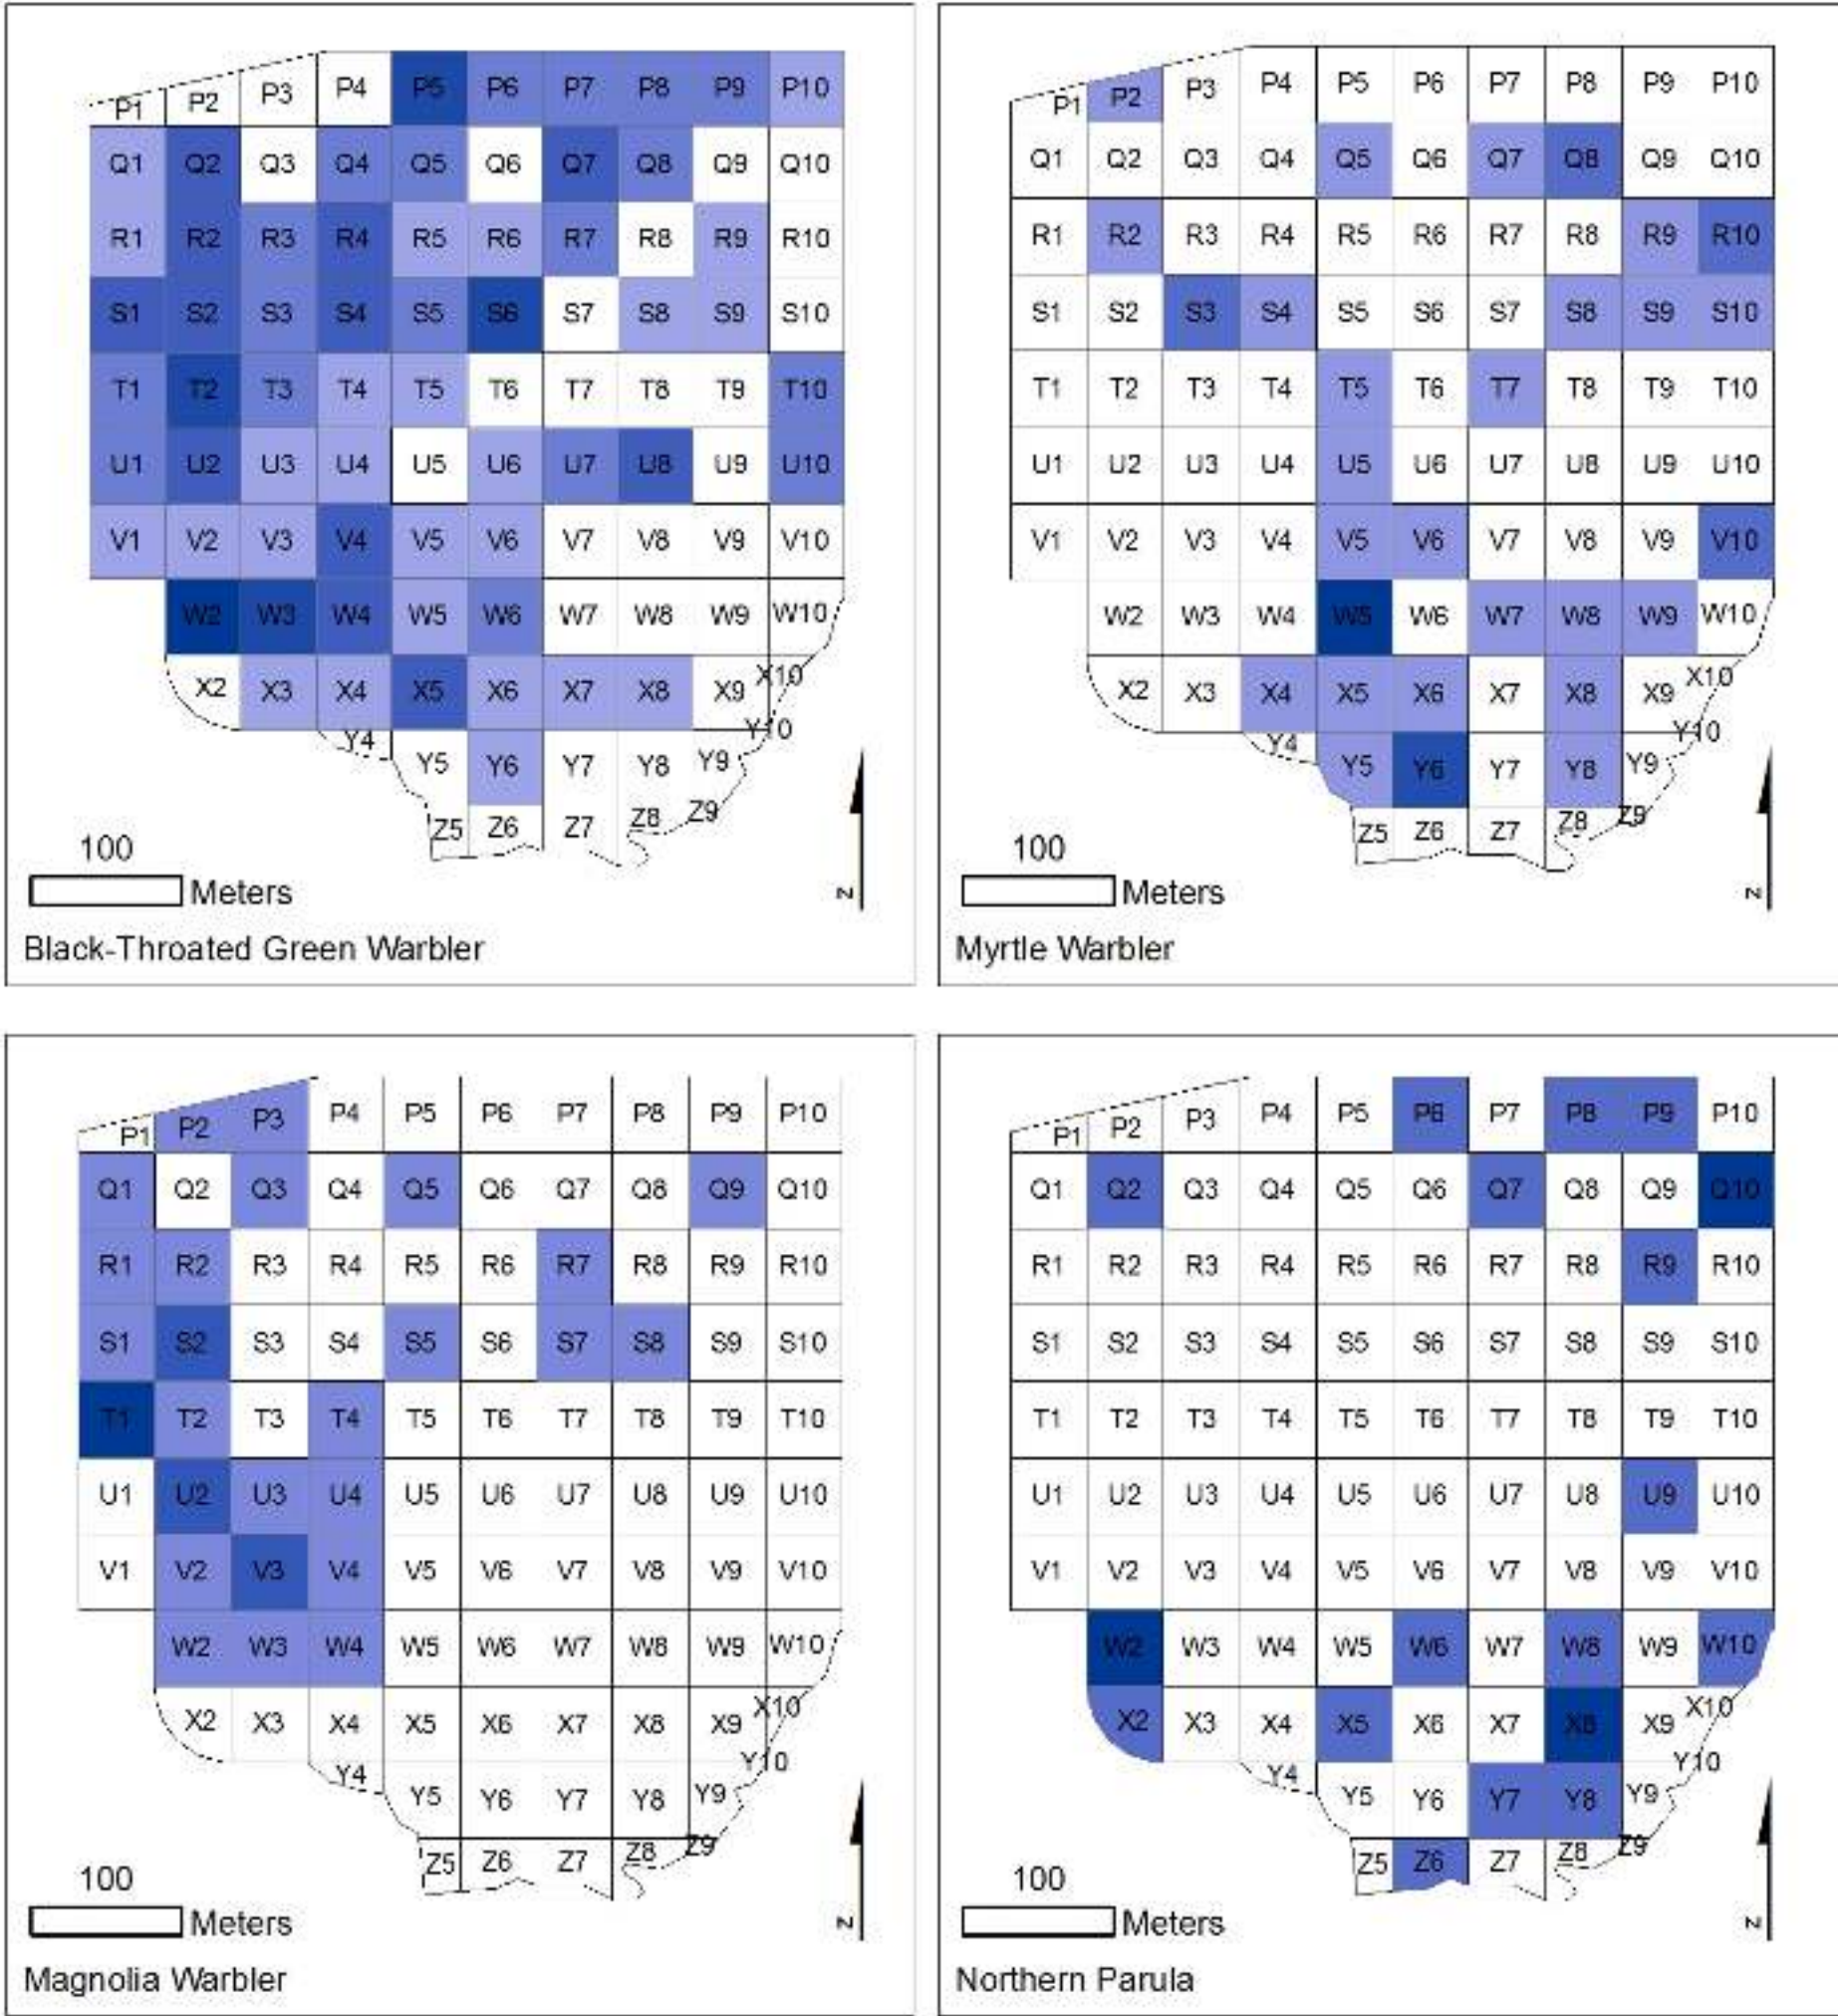 P1 P2 P3 P4 P5 P6 P7 P8 P9 P10
Q1 Q2 Q3 Q4 Q5 Q6 Q7 Q8 Q9 Q10
R1 R2 R3 R4 R5 R6 R7 R8 R9 R10
S1 S2 S3 S4 S5 S6 S7 S8 S9 S10
T1 T2 T3 T4 T5 T6 T7 T8 T9 T10
U1 U2 U3 U4 U5 U6 U7 U8 U9 U10
V1 V2 V3 V4 V5 V6 V7 V8 V9 V10
W2 W3 W4 W5 W6 W7 W8 W9 W10
X2 X3 X4 X5 X6 X7 X8 X9 X10
Y4 Y5 Y6 Y7 Y8 Y9 Y10
Z5 Z6 Z7 Z8 Z9
100
Meters
N
Black-Throated Green Warbler
P1 P2 P3 P4 P5 P6 P7 P8 P9 P10
Q1 Q2 Q3 Q4 Q5 Q6 Q7 Q8 Q9 Q10
R1 R2 R3 R4 R5 R6 R7 R8 R9 R10
S1 S2 S3 S4 S5 S6 S7 S8 S9 S10
T1 T2 T3 T4 T5 T6 T7 T8 T9 T10
U1 U2 U3 U4 U5 U6 U7 U8 U9 U10
V1 V2 V3 V4 V5 V6 V7 V8 V9 V10
W2 W3 W4 W5 W6 W7 W8 W9 W10
X2 X3 X4 X5 X6 X7 X8 X9 X10
Y4 Y5 Y6 Y7 Y8 Y9 Y10
Z5 Z6 Z7 Z8 Z9
100
Meters
N
Myrtle Warbler
P1 P2 P3 P4 P5 P6 P7 P8 P9 P10
Q1 Q2 Q3 Q4 Q5 Q6 Q7 Q8 Q9 Q10
R1 R2 R3 R4 R5 R6 R7 R8 R9 R10
S1 S2 S3 S4 S5 S6 S7 S8 S9 S10
T1 T2 T3 T4 T5 T6 T7 T8 T9 T10
U1 U2 U3 U4 U5 U6 U7 U8 U9 U10
V1 V2 V3 V4 V5 V6 V7 V8 V9 V10
W2 W3 W4 W5 W6 W7 W8 W9 W10
X2 X3 X4 X5 X6 X7 X8 X9 X10
Y4 Y5 Y6 Y7 Y8 Y9 Y10
Z5 Z6 Z7 Z8 Z9
100
Meters
N
Magnolia Warbler
P1 P2 P3 P4 P5 P6 P7 P8 P9 P10
Q1 Q2 Q3 Q4 Q5 Q6 Q7 Q8 Q9 Q10
R1 R2 R3 R4 R5 R6 R7 R8 R9 R10
S1 S2 S3 S4 S5 S6 S7 S8 S9 S10
T1 T2 T3 T4 T5 T6 T7 T8 T9 T10
U1 U2 U3 U4 U5 U6 U7 U8 U9 U10
V1 V2 V3 V4 V5 V6 V7 V8 V9 V10
W2 W3 W4 W5 W6 W7 W8 W9 W10
X2 X3 X4 X5 X6 X7 X8 X9 X10
Y4 Y5 Y6 Y7 Y8 Y9 Y10
Z5 Z6 Z7 Z8 Z9
100
Meters
N
Northern Parula